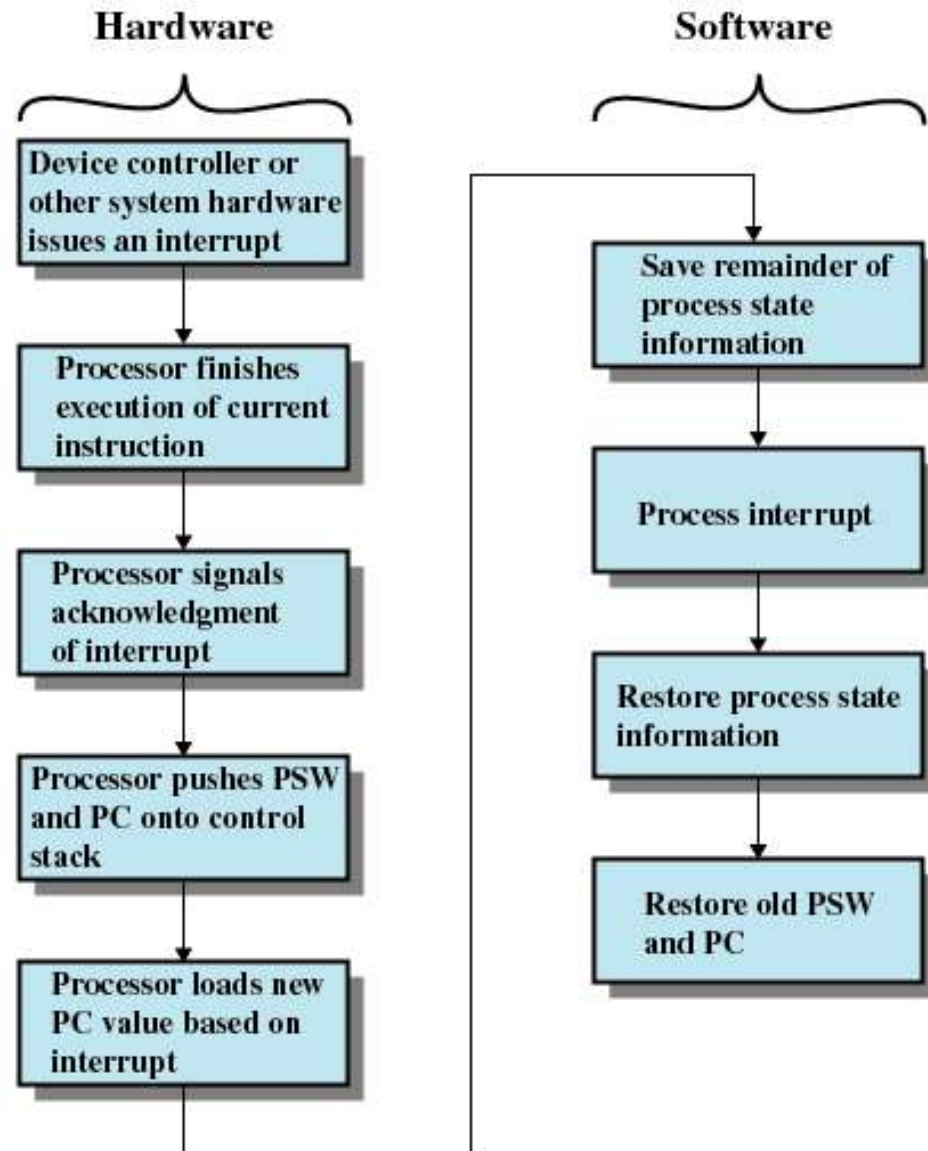 Hardware
Device controller or
other system hardware
issues an interrupt
Processor finishes
execution of current
instruction
Processor signals
acknowledgment
of interrupt
Processor pushes PSW
and PC onto control
stack
Processor loads new
PC value based on
interrupt
Software
Save remainder of
process state
information
Process interrupt
Restore process state
information
Restore old PSW
and PC